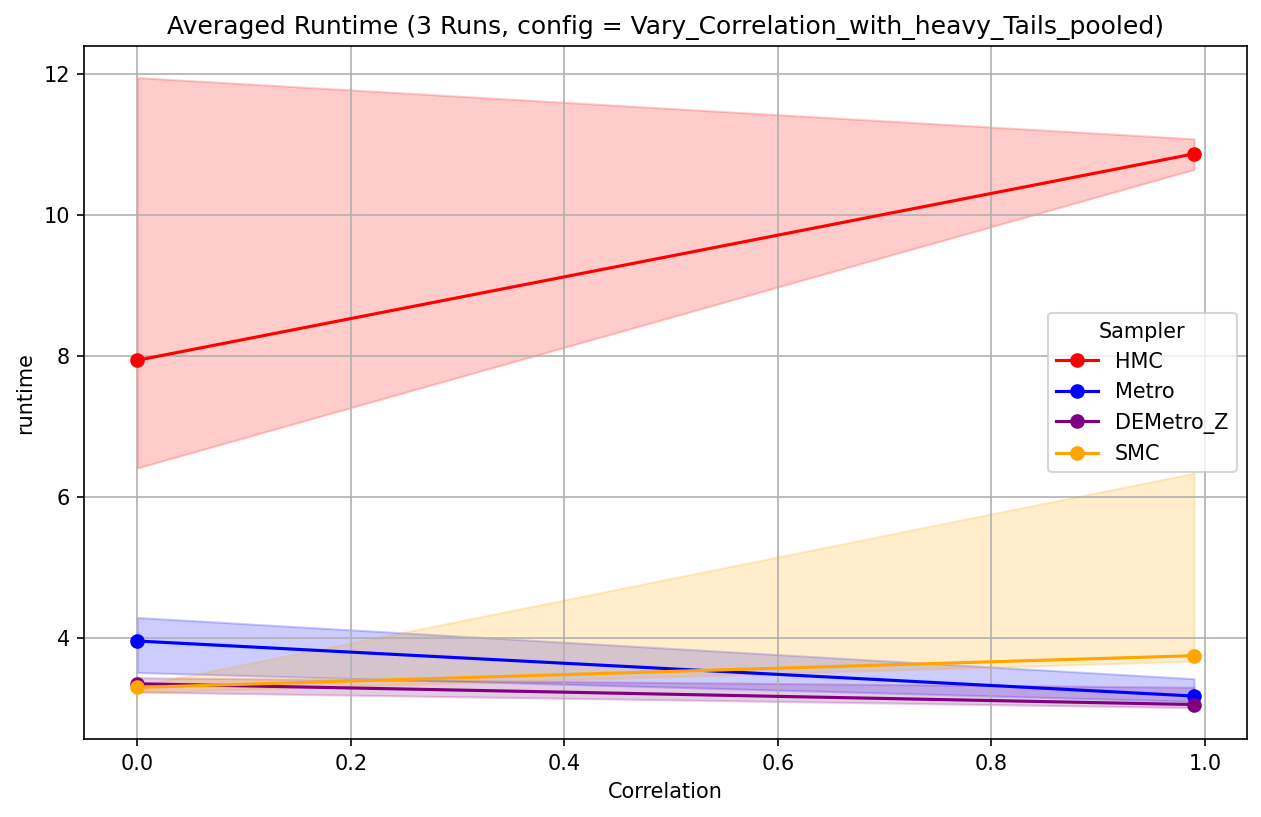 Averaged Runtime (3 Runs, config = Vary_Correlation_with_heavy_Tails_pooled)
12
10
8
6
4
runtime
Sampler
HMC
Metro
DEMetro_Z
SMC
0.0
0.2
0.4
0.6
0.8
1.0
Correlation